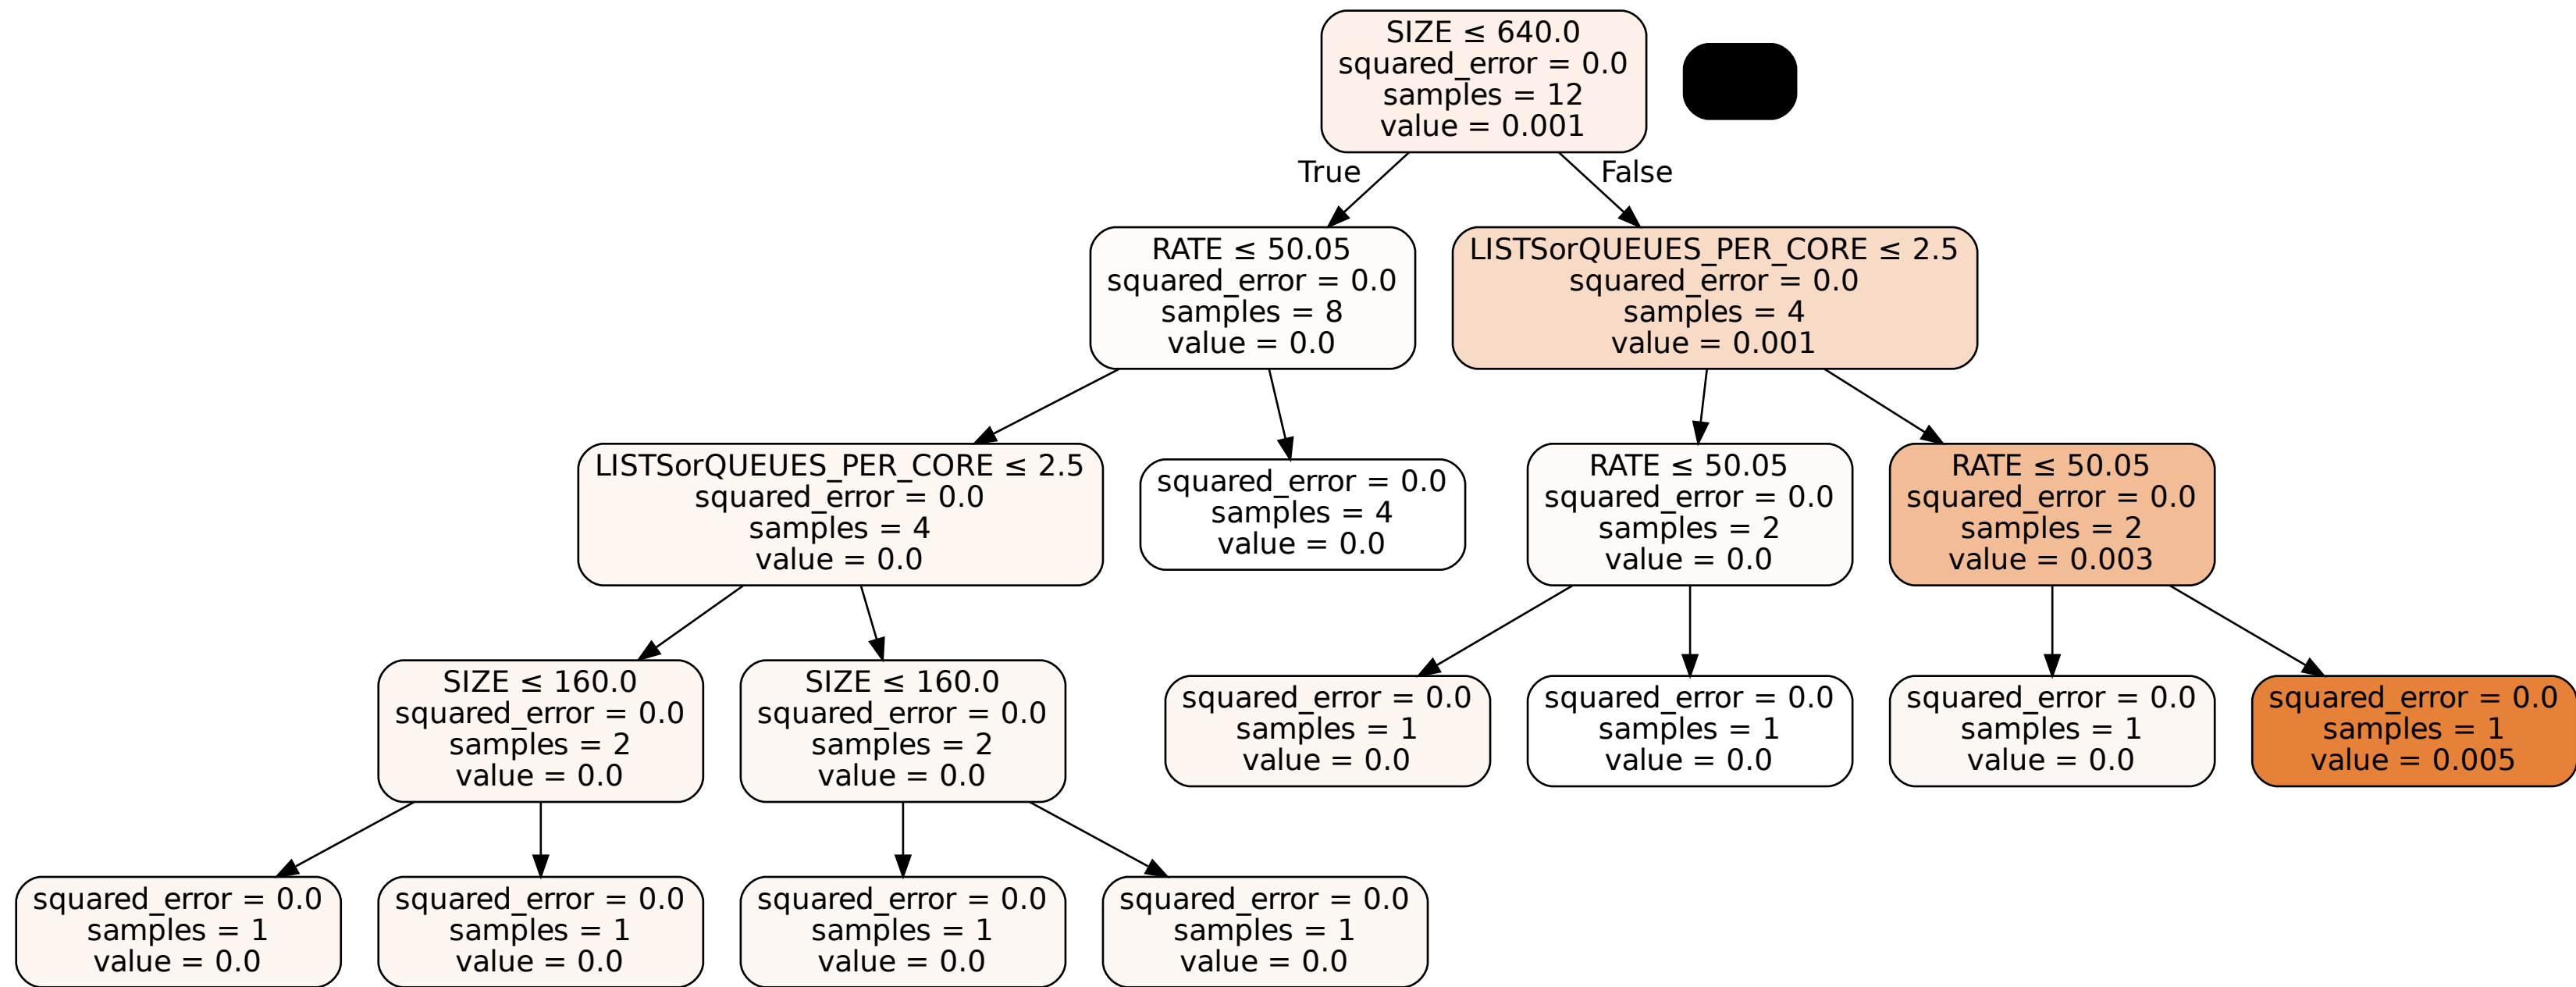 SIZE ≤ 640.0
squared_error = 0.0
samples = 12
value = 0.001
True
False
RATE ≤ 50.05
squared_error = 0.0
samples = 8
value = 0.0
LISTSorQUEUES_PER_CORE ≤ 2.5
squared_error = 0.0
samples = 4
value = 0.001
LISTSorQUEUES_PER_CORE ≤ 2.5
squared_error = 0.0
samples = 4
value = 0.0
squared_error = 0.0
samples = 4
value = 0.0
RATE ≤ 50.05
squared_error = 0.0
samples = 2
value = 0.0
RATE ≤ 50.05
squared_error = 0.0
samples = 2
value = 0.003
SIZE ≤ 160.0
squared_error = 0.0
samples = 2
value = 0.0
SIZE ≤ 160.0
squared_error = 0.0
samples = 2
value = 0.0
squared_error = 0.0
samples = 1
value = 0.0
squared_error = 0.0
samples = 1
value = 0.0
squared_error = 0.0
samples = 1
value = 0.0
squared_error = 0.0
samples = 1
value = 0.005
squared_error = 0.0
samples = 1
value = 0.0
squared_error = 0.0
samples = 1
value = 0.0
squared_error = 0.0
samples = 1
value = 0.0
squared_error = 0.0
samples = 1
value = 0.0